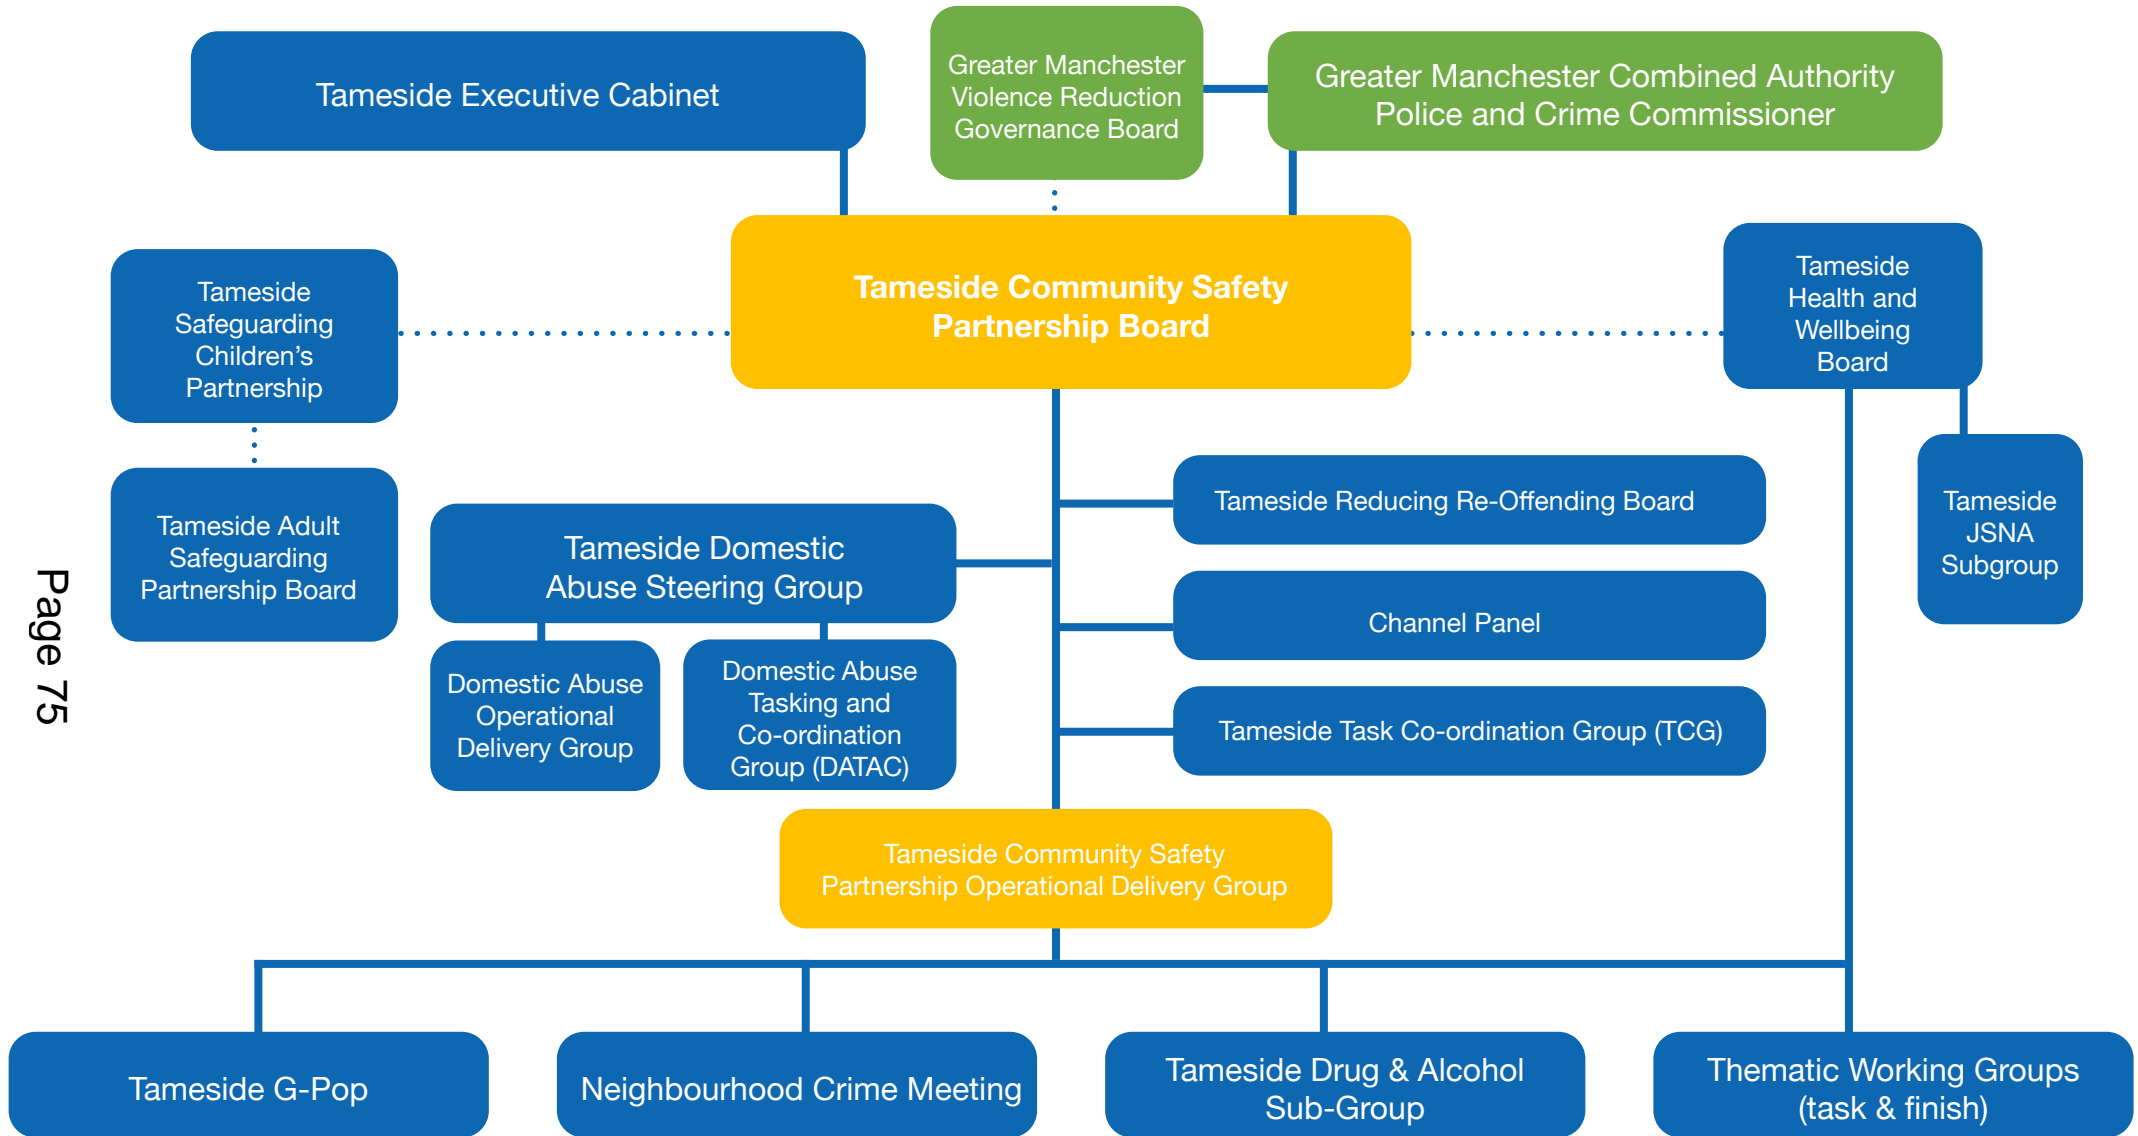 Tameside Executive Cabinet
Greater Manchester
Violence Reduction
Governance Board
Greater Manchester Combined Authority
Police and Crime Commissioner
Tameside Community Safety
Partnership Board
Tameside
Safeguarding
Children’s
Partnership
Tameside
Health and
Wellbeing
Board
Tameside Adult
Safeguarding
Partnership Board
Tameside Domestic
Abuse Steering Group
Tameside Reducing Re-Offending Board
Tameside
JSNA
Subgroup
Channel Panel
Domestic Abuse
Operational
Delivery Group
Domestic Abuse
Tasking and
Co-ordination
Group (DATAC)
Tameside Task Co-ordination Group (TCG)
Tameside Community Safety
Partnership Operational Delivery Group
Tameside G-Pop
Neighbourhood Crime Meeting
Tameside Drug & Alcohol
Sub-Group
Thematic Working Groups
(task & finish)
Page 75